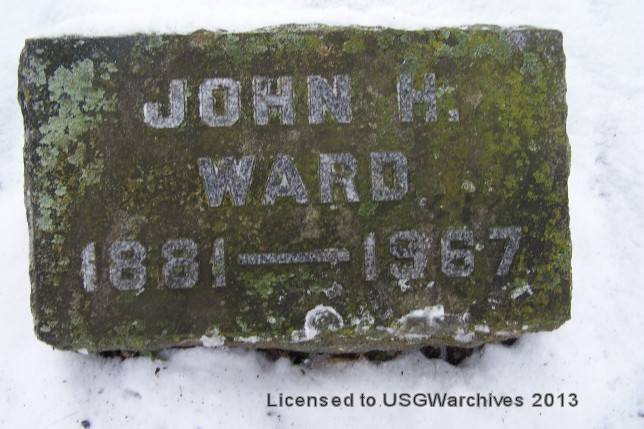 JOHN H.
WARD
1881—1967
Licensed to USGWarchives 2013